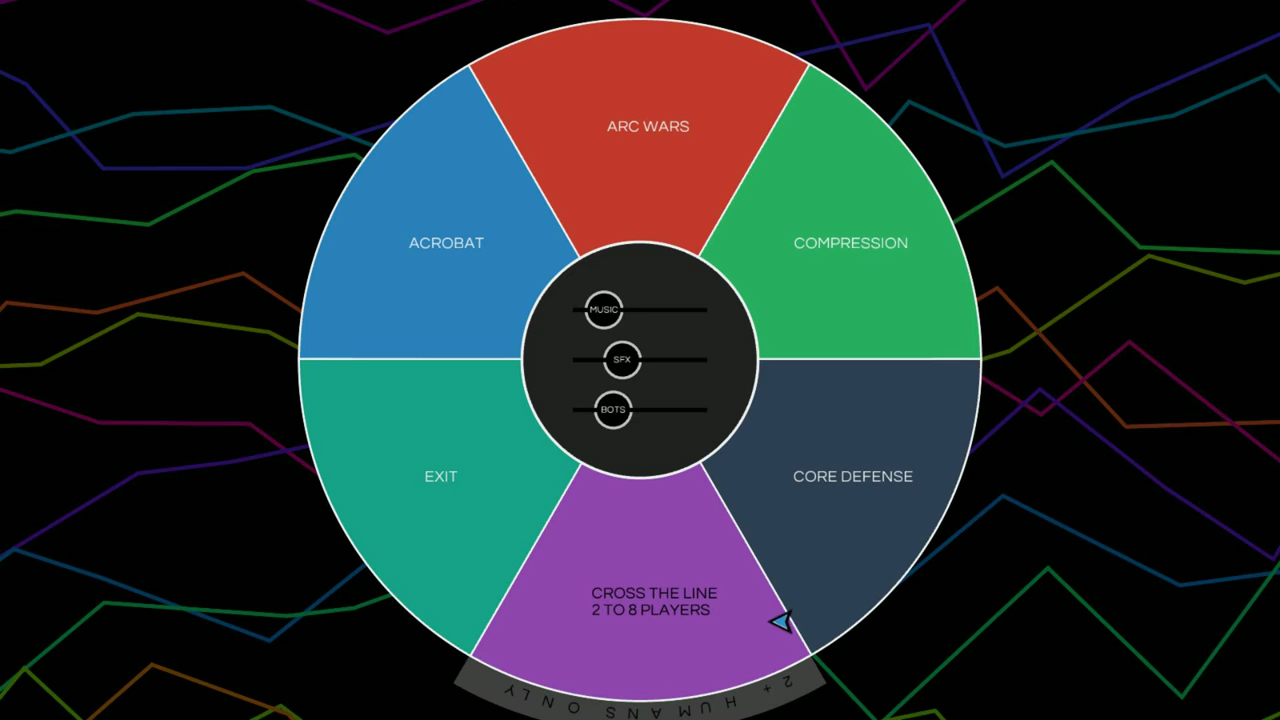 ARC WARS
ACROBAT
COMPRESSION
MUSIC
SFX
BOTS
EXIT
CORE DEFENSE
CROSS THE LINE
2 TO 8 PLAYERS
2+ HUMANS ONLY